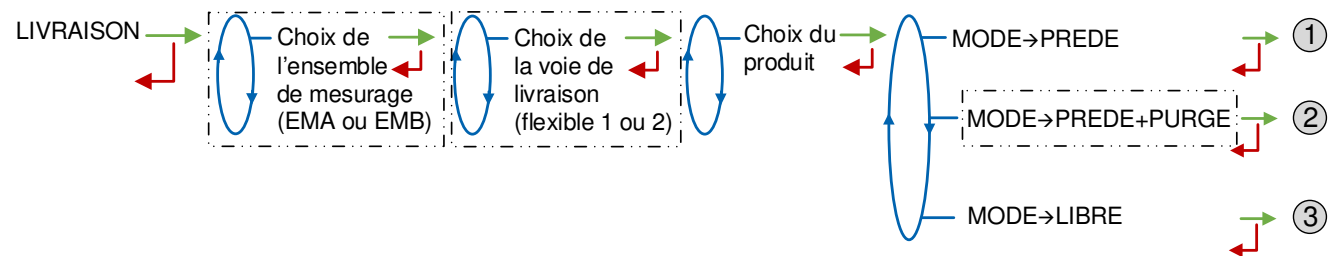 LIVRAISON
Choix de
l'ensemble
de mesurage
(EMA ou EMB)
Choix de
la voie de
livraison
(flexible 1 ou 2)
Choix du
produit
MODE→PREDE
1
MODE→PREDE+PURGE
2
MODE→LIBRE
3